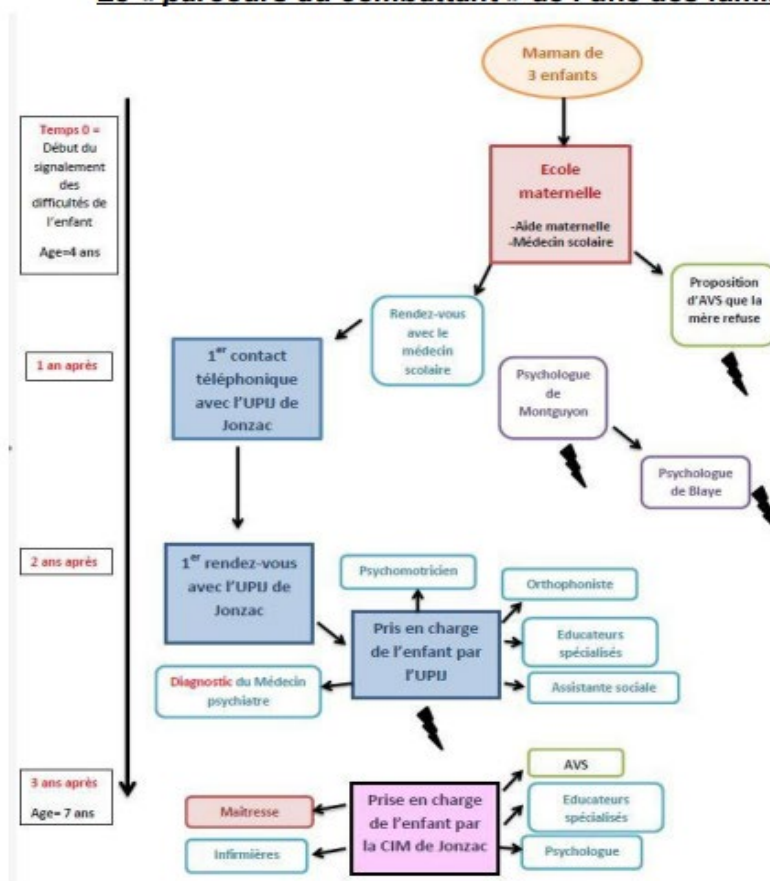 Le « parcours du combattant » de l'une des
Maman de
3 enfants
Temps 0 =
Début du
signalement
des
difficultés de
l'enfant
Age=4 ans
Ecole
maternelle
-Aide maternelle
-Médecin scolaire
Proposition
d'AVS que la
mère refuse
Rendez-vous
avec le
médecin
scolaire
1 an après
1er contact
téléphonique
avec l'UPIJ de
Jonzac
Psychologue
de
Montguyon
Psychologue
de Blaye
2 ans après
1er rendez-vous
avec l'UPIJ de
Jonzac
Psychomotricien
Orthophoniste
Pris en charge
de l'enfant par
l'UPIJ
Educateurs
spécialisés
Diagnostic du Médecin
psychiatre
Assistante sociale
3 ans après
Age= 7 ans
AVS
Maîtresse
Prise en charge
de l'enfant par
la CIM de Jonzac
Educateurs
spécialisés
Infirmières
Psychologue